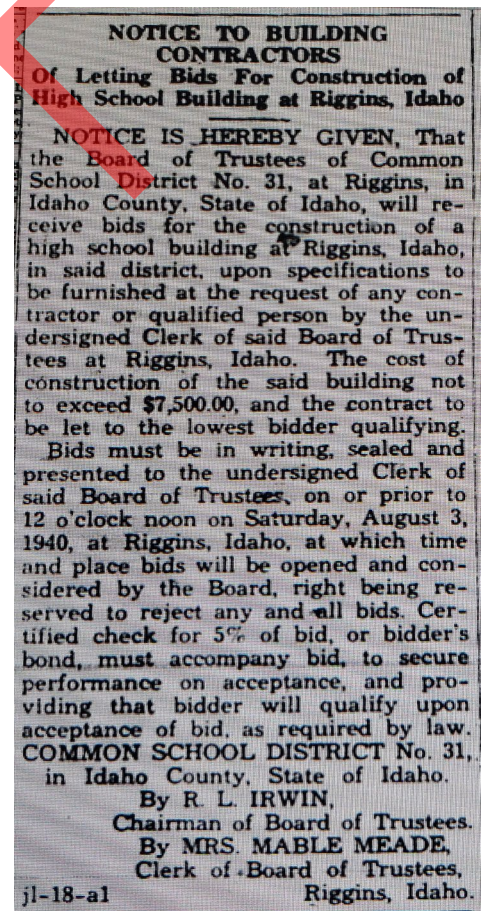 NOTICE TO BUILDING
CONTRACTORS
Of Letting Bids For Construction of
High School Building at Riggins, Idaho
NOTICE IS HEREBY GIVEN, That
the Board of Trustees of Common
School District No. 31, at Riggins, in
Idaho County, State of Idaho, will re-
ceive bids for the construction of a
high school building at Riggins, Idaho,
in said district, upon specifications to
be furnished at the request of any con-
tractor or qualified person by the un-
dersigned Clerk of said Board of Trus-
tees at Riggins, Idaho. The cost of
construction of the said building not
to exceed $7,500.00, and the contract to
be let to the lowest bidder qualifying.
Bids must be in writing, sealed and
presented to the undersigned Clerk of
said Board of Trustees, on or prior to
12 o'clock noon on Saturday, August 3,
1940, at Riggins, Idaho, at which time
and place bids will be opened and con-
sidered by the Board, right being re-
served to reject any and all bids. Cer-
tified check for 5% of bid, or bidder's
bond, must accompany bid, to secure
performance on acceptance, and pro-
viding that bidder will qualify upon
acceptance of bid, as required by law.
COMMON SCHOOL DISTRICT No. 31,
in Idaho County, State of Idaho.
By R. L. IRWIN,
Chairman of Board of Trustees.
By MRS. MABLE MEADE,
Clerk of Board of Trustees,
jl-18-a1 Riggins, Idaho.